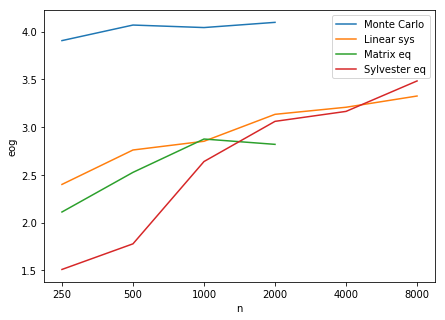 Monte Carlo
Linear sys
Matrix eq
Sylvester eq
4.0
3.5
3.0
2.5
2.0
1.5
eog
250 500 1000 2000 4000 8000
n